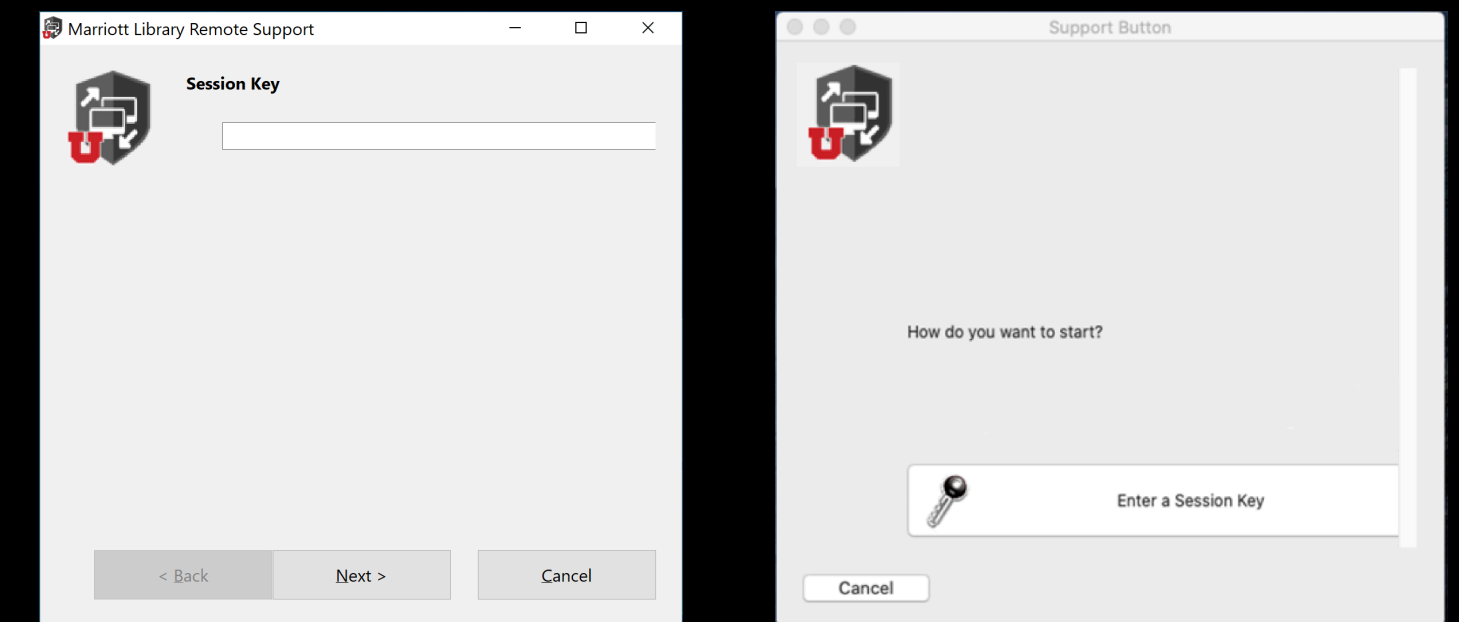 Marriott Library Remote Support
Session Key
< Back
Next >
Cancel
Support Button
U
How do you want to start?
Enter a Session Key
Cancel